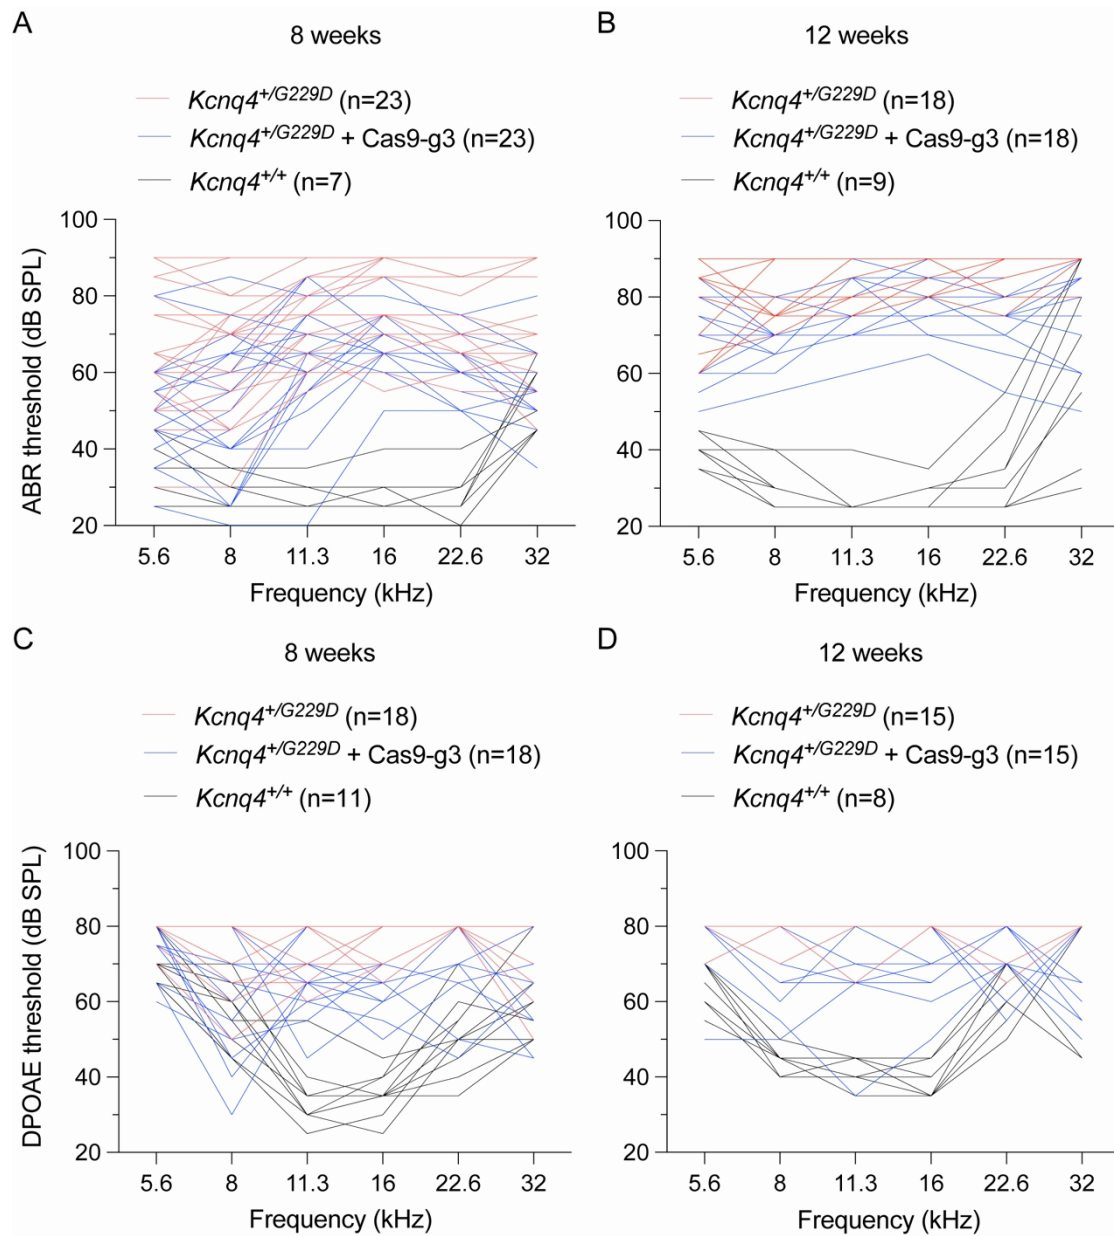 A
8 weeks
Kcnq4+/G229D (n=23)
Kcnq4+/G229D + Cas9-g3 (n=23)
Kcnq4+/+ (n=7)
ABR threshold (dB SPL)
100
80
60
40
20
5.6 8 11.3 16 22.6 32
Frequency (kHz)
B
12 weeks
Kcnq4+/G229D (n=18)
Kcnq4+/G229D + Cas9-g3 (n=18)
Kcnq4+/+ (n=9)
100
80
60
40
20
5.6 8 11.3 16 22.6 32
Frequency (kHz)
C
8 weeks
Kcnq4+/G229D (n=18)
Kcnq4+/G229D + Cas9-g3 (n=18)
Kcnq4+/+ (n=11)
DPOAE threshold (dB SPL)
100
80
60
40
20
5.6 8 11.3 16 22.6 32
Frequency (kHz)
D
12 weeks
Kcnq4+/G229D (n=15)
Kcnq4+/G229D + Cas9-g3 (n=15)
Kcnq4+/+ (n=8)
100
80
60
40
20
5.6 8 11.3 16 22.6 32
Frequency (kHz)